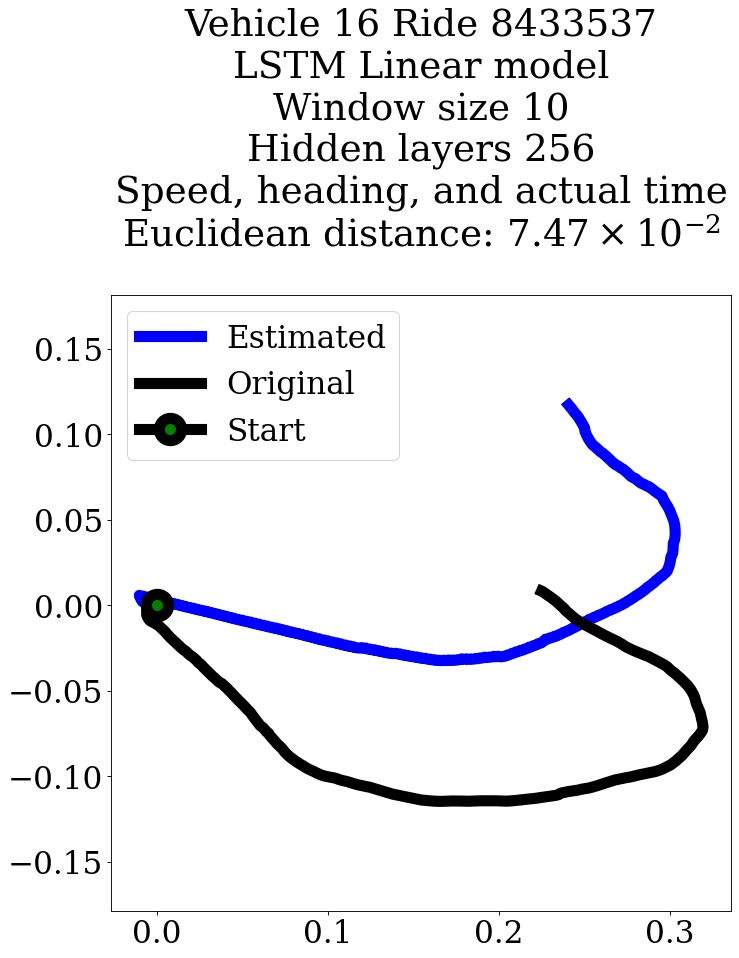 Vehicle 16 Ride 8433537
LSTM Linear model
Window size 10
Hidden layers 256
Speed, heading, and actual time
Euclidean distance: 7.47 × 10⁻²
Estimated
Original
Start
0.15
0.10
0.05
0.00
−0.05
−0.10
−0.15
0.0 0.1 0.2 0.3